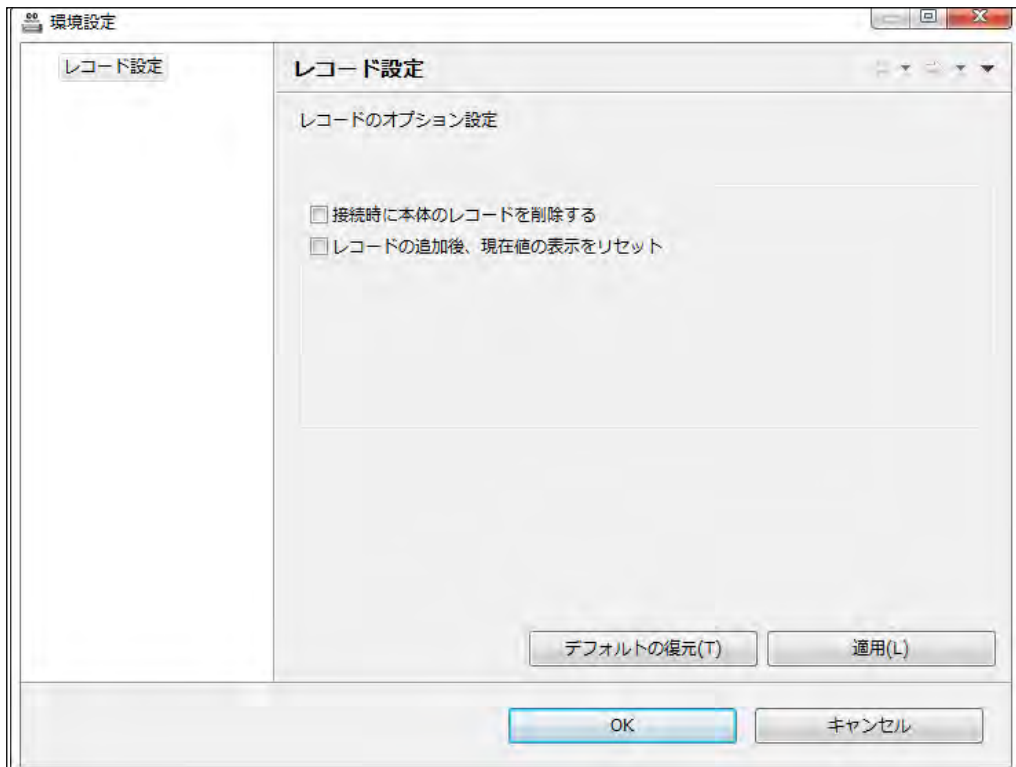 環境設定
レコード設定
レコード設定
レコードのオプション設定
接続時に本体のレコードを削除する
レコードの追加後、現在値の表示をリセット
デフォルトの復元(T)
適用(L)
OK
キャンセル